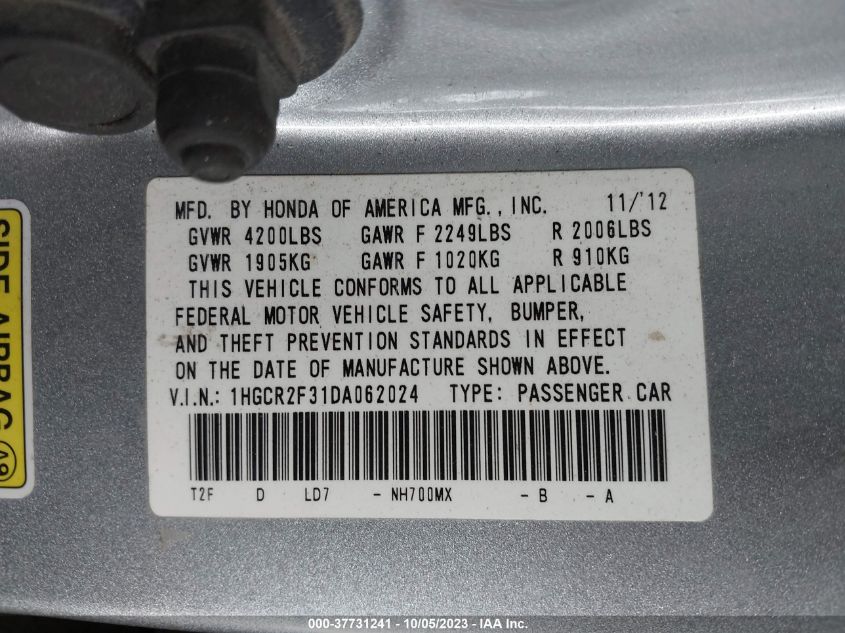 MFD. BY HONDA OF AMERICA MFG., INC. 11/'12
GVWR 4200LBS GAWR F 2249LBS R 2006LBS
GVWR 1905KG GAWR F 1020KG R 910KG
THIS VEHICLE CONFORMS TO ALL APPLICABLE
FEDERAL MOTOR VEHICLE SAFETY, BUMPER,
AND THEFT PREVENTION STANDARDS IN EFFECT
ON THE DATE OF MANUFACTURE SHOWN ABOVE.
V.I.N.: 1HGCR2F31DA062024 TYPE: PASSENGER CAR
T2F D LD7 - NH700MX - B - A
SIDE AIRBAG
A9
000-37731241 - 10/05/2023 - IAA Inc.